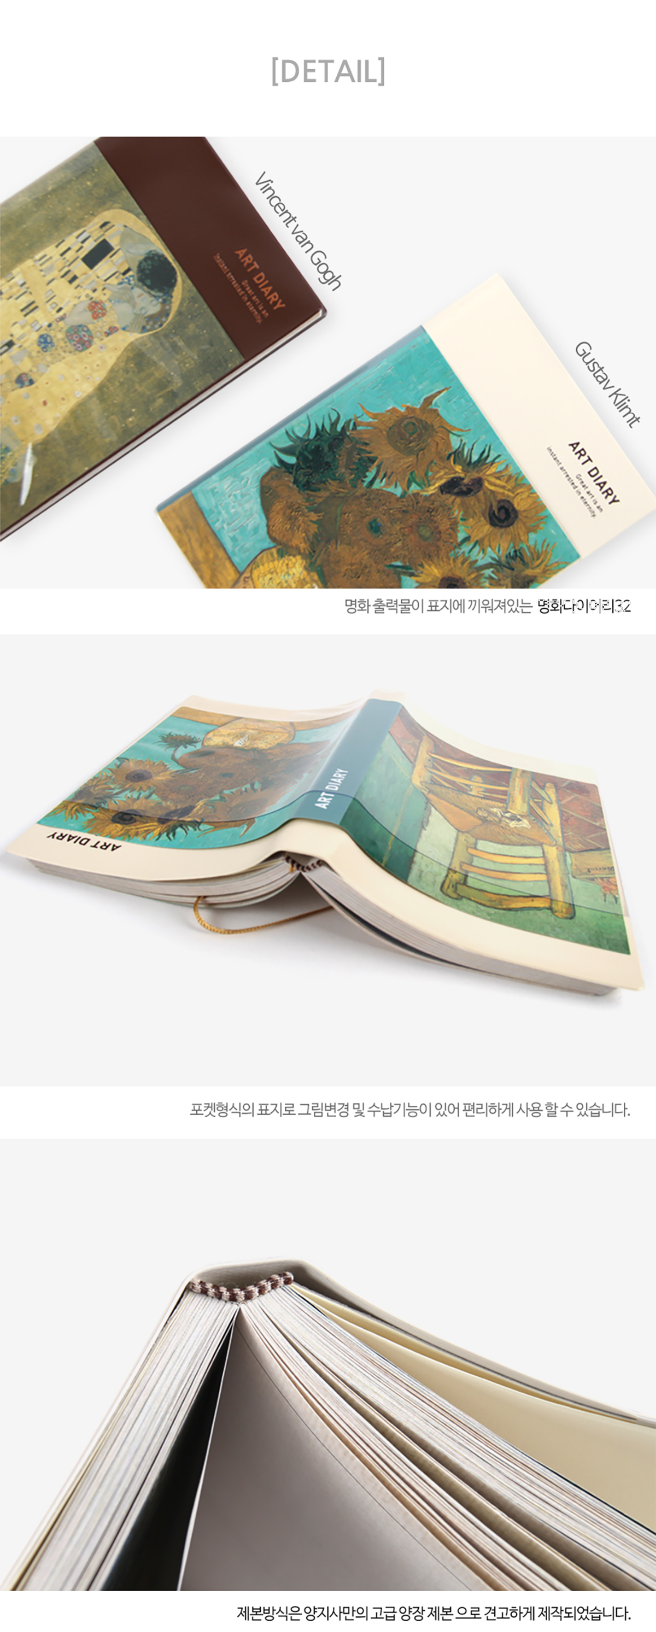 [DETAIL]
Vincent van Gogh
ART DIARY
Great art is an
instant arrested in eternity.
Gustav Klimt
ART DIARY
Great art is an
instant arrested in eternity.
명화 출력물이 표지에 끼워져있는 명화다이어리32
ART DIARY
ART DIARY
포켓형식의 표지로 그림변경 및 수납기능이 있어 편리하게 사용 할 수 있습니다.
제본방식은 양지사만의 고급 양장 제본 으로 견고하게 제작되었습니다.